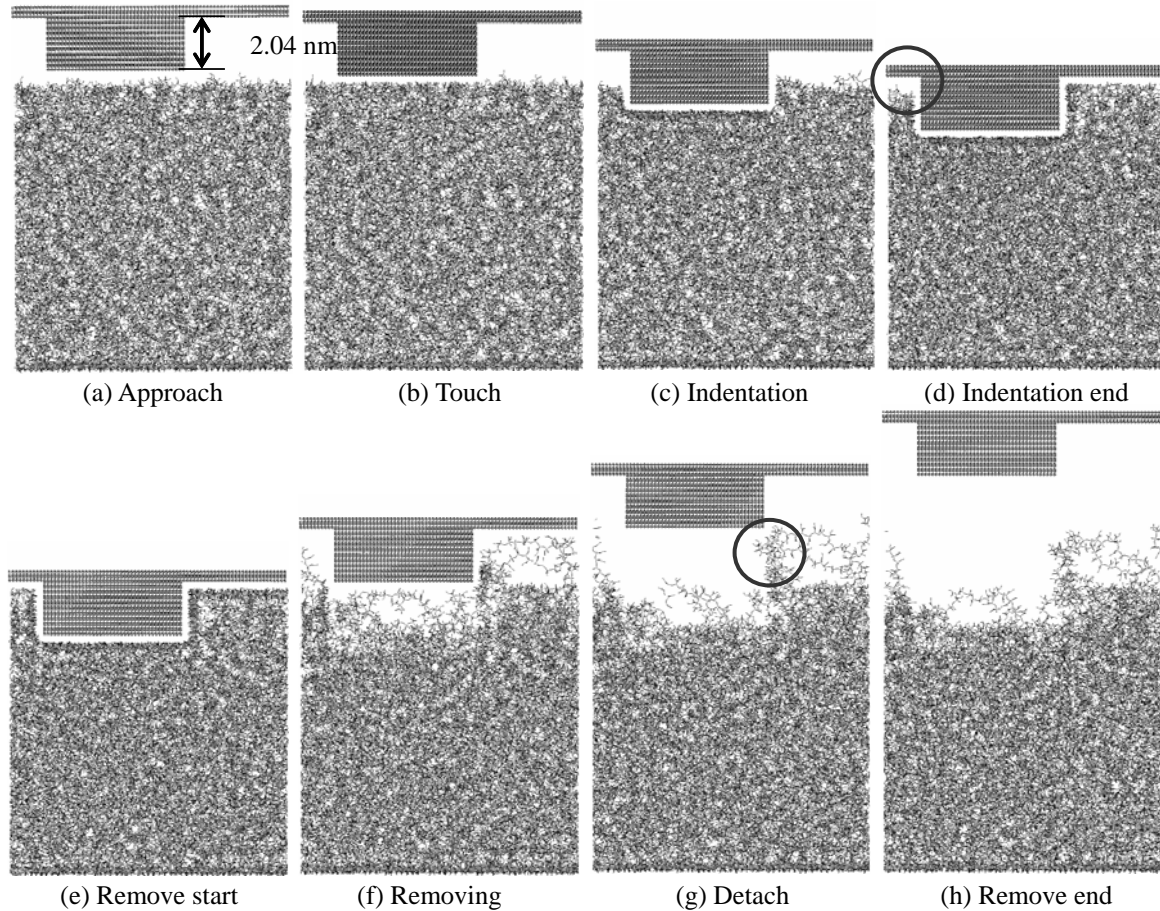 2.04 nm
(a) Approach
(b) Touch
(c) Indentation
(d) Indentation end
(e) Remove start
(f) Removing
(g) Detach
(h) Remove end